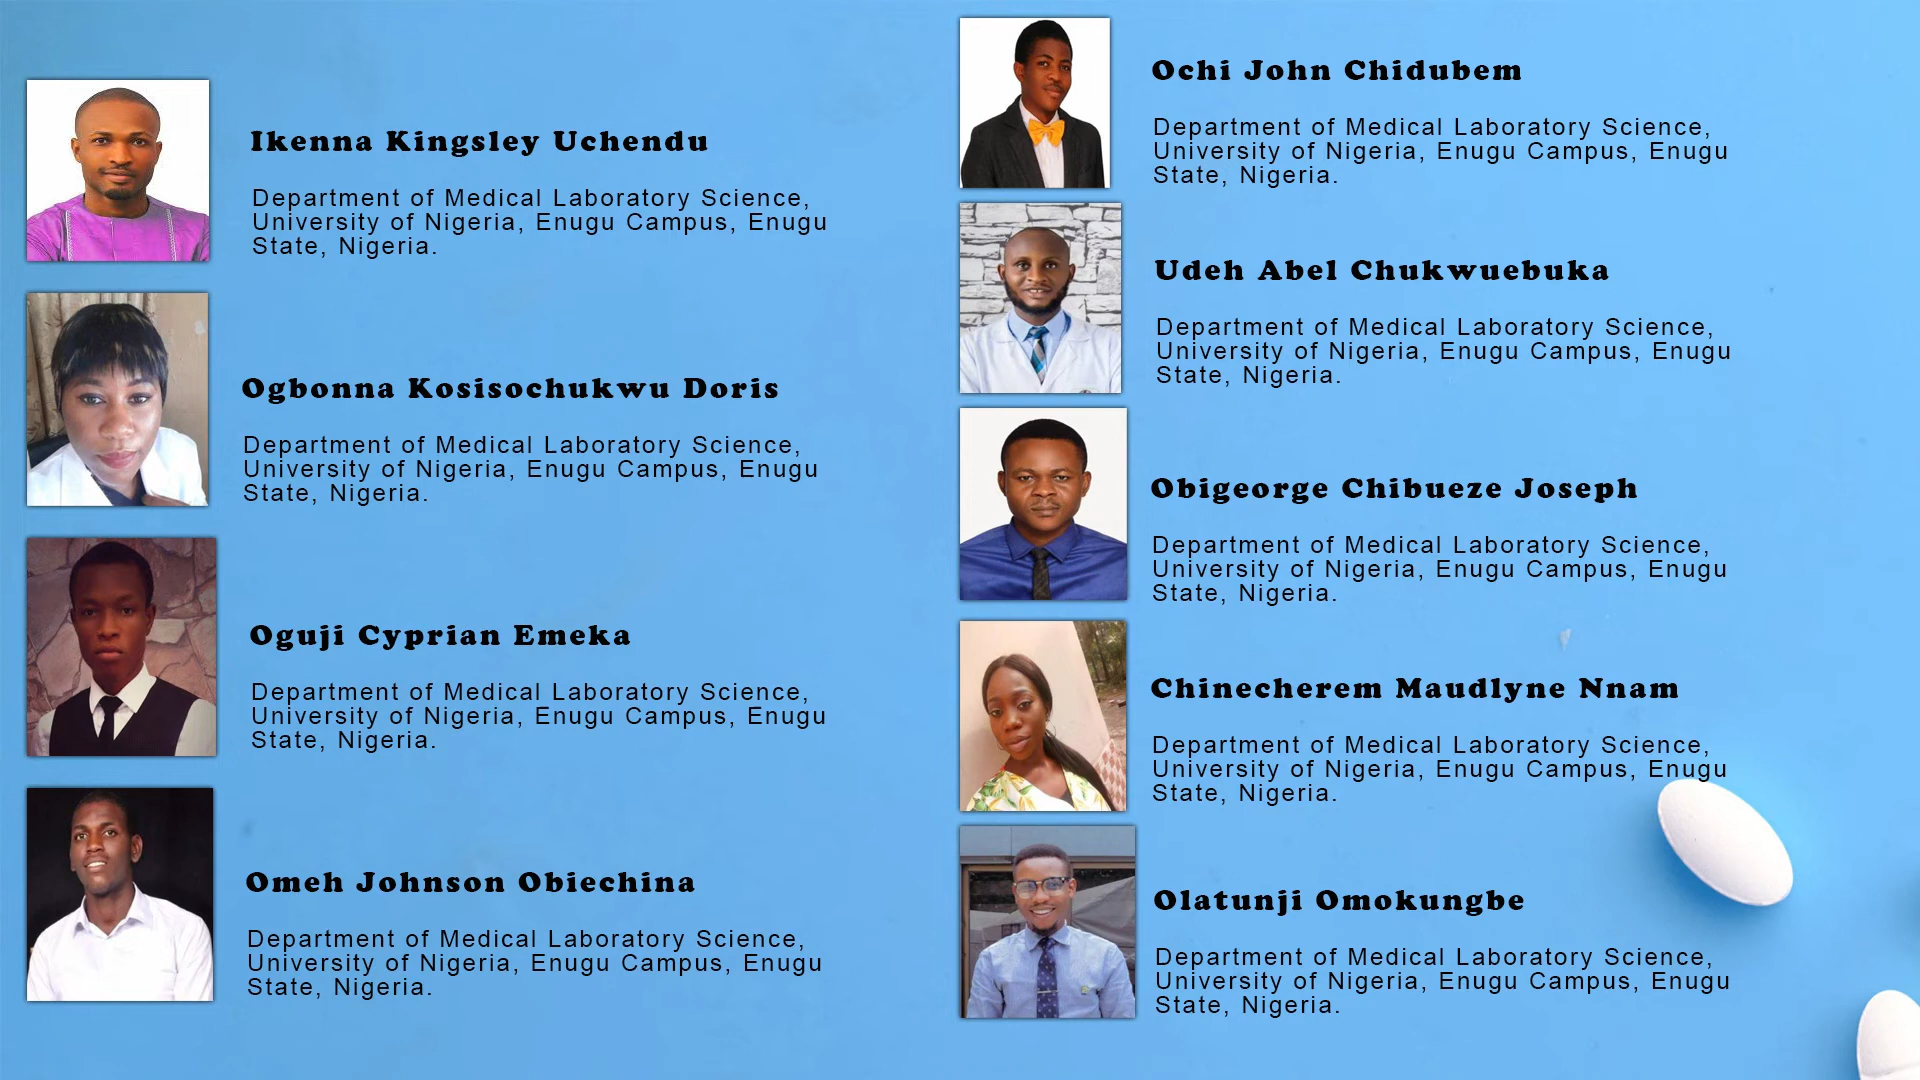 Ikenna Kingsley Uchendu
Department of Medical Laboratory Science,
University of Nigeria, Enugu Campus, Enugu
State, Nigeria.
Ogbonna Kosisochukwu Doris
Department of Medical Laboratory Science,
University of Nigeria, Enugu Campus, Enugu
State, Nigeria.
Oguji Cyprian Emeka
Department of Medical Laboratory Science,
University of Nigeria, Enugu Campus, Enugu
State, Nigeria.
Omeh Johnson Obiechina
Department of Medical Laboratory Science,
University of Nigeria, Enugu Campus, Enugu
State, Nigeria.
Ochi John Chidubem
Department of Medical Laboratory Science,
University of Nigeria, Enugu Campus, Enugu
State, Nigeria.
Udeh Abel Chukwuebuka
Department of Medical Laboratory Science,
University of Nigeria, Enugu Campus, Enugu
State, Nigeria.
Obigeorge Chibueze Joseph
Department of Medical Laboratory Science,
University of Nigeria, Enugu Campus, Enugu
State, Nigeria.
Chinecherem Maudlyne Nnam
Department of Medical Laboratory Science,
University of Nigeria, Enugu Campus, Enugu
State, Nigeria.
Olatunji Omokungbe
Department of Medical Laboratory Science,
University of Nigeria, Enugu Campus, Enugu
State, Nigeria.